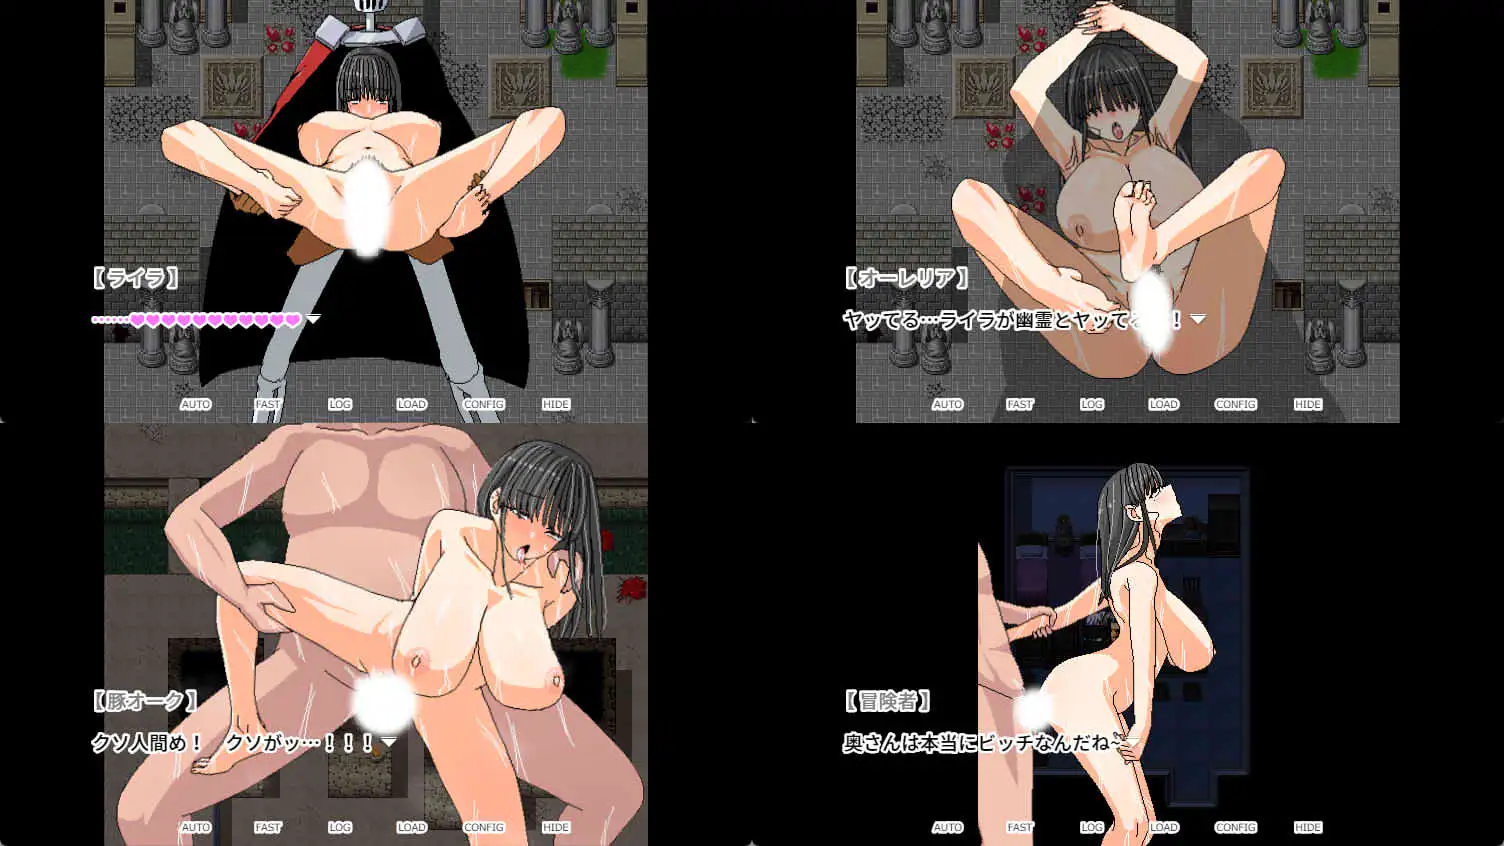 【ライラ】
……♥♥♥♥♥♥♥♥♥♥♥
AUTO FAST LOG LOAD CONFIG HIDE
【オーレリア】
ヤッてる…ライラが幽霊とヤッてる！
AUTO FAST LOG LOAD CONFIG HIDE
【豚オーク】
クソ人間め！　クソがッ…！！！
AUTO FAST LOG LOAD CONFIG HIDE
【冒険者】
奥さんは本当にビッチなんだね~
AUTO FAST LOG LOAD CONFIG HIDE